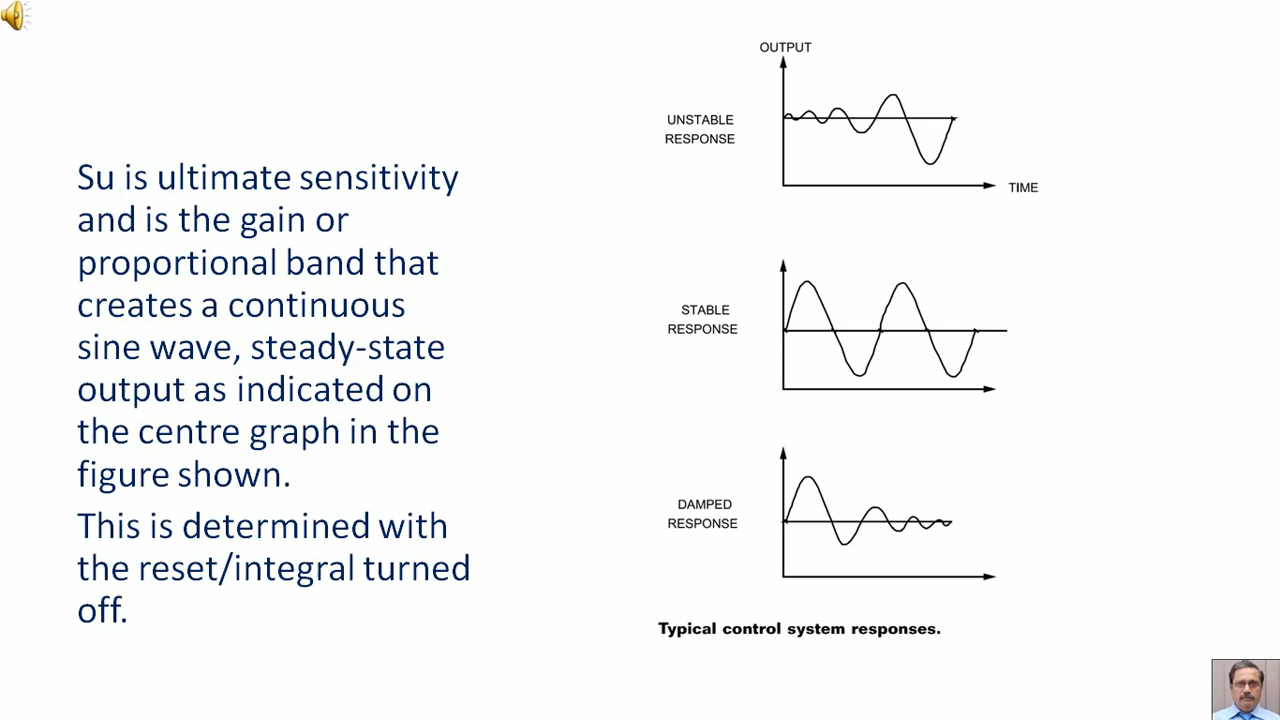 Su is ultimate sensitivity
and is the gain or
proportional band that
creates a continuous
sine wave, steady-state
output as indicated on
the centre graph in the
figure shown.
This is determined with
the reset/integral turned
off.
OUTPUT
UNSTABLE
RESPONSE
TIME
STABLE
RESPONSE
DAMPED
RESPONSE
Typical control system responses.